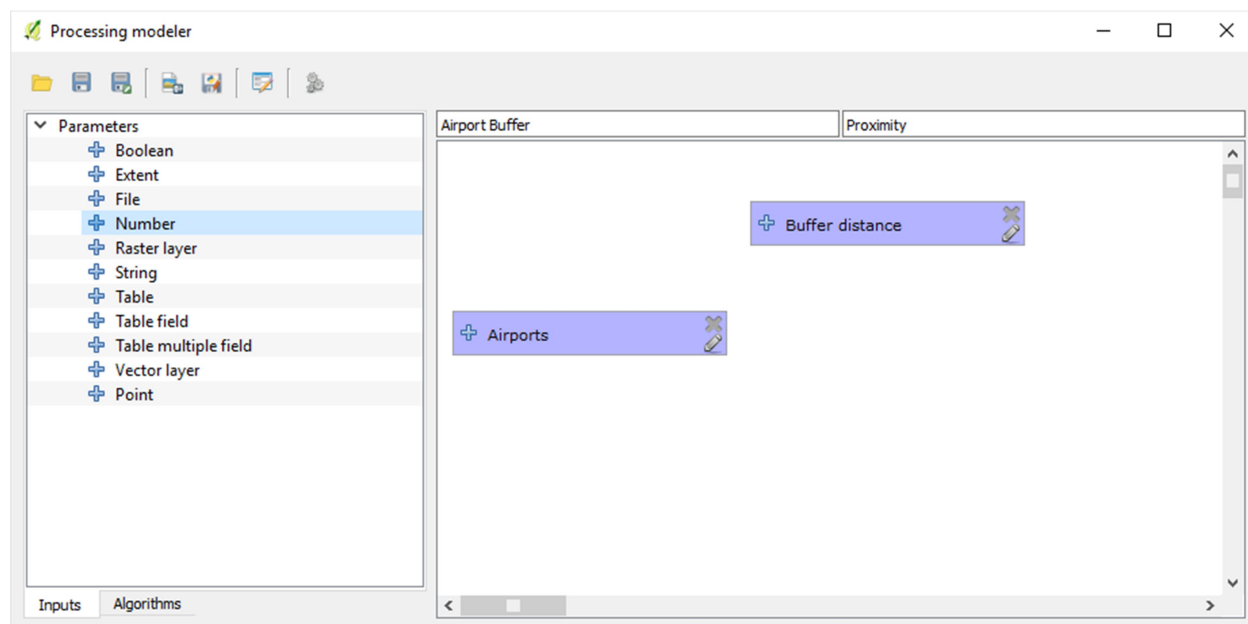 Processing modeler
Parameters
Boolean
Extent
File
Number
Raster layer
String
Table
Table field
Table multiple field
Vector layer
Point
Inputs Algorithms
Airport Buffer Proximity
Buffer distance
Airports